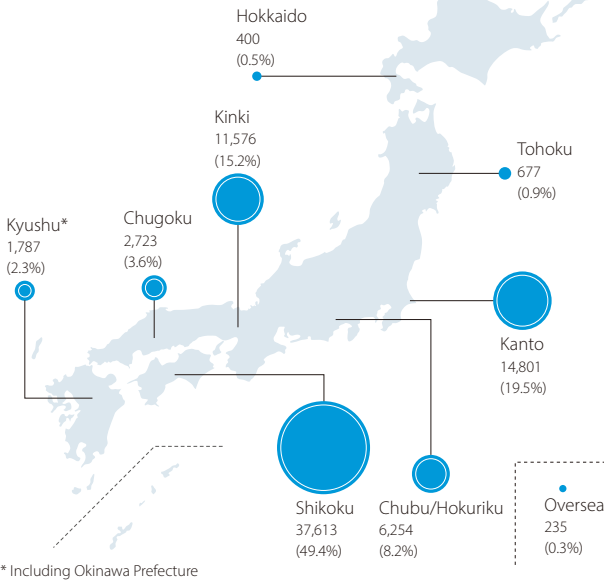 Hokkaido
400
(0.5%)
Kinki
11,576
(15.2%)
Tohoku
677
(0.9%)
Kyushu*
1,787
(2.3%)
Chugoku
2,723
(3.6%)
Kanto
14,801
(19.5%)
Shikoku
37,613
(49.4%)
Chubu/Hokuriku
6,254
(8.2%)
Oversea
235
(0.3%)
* Including Okinawa Prefecture